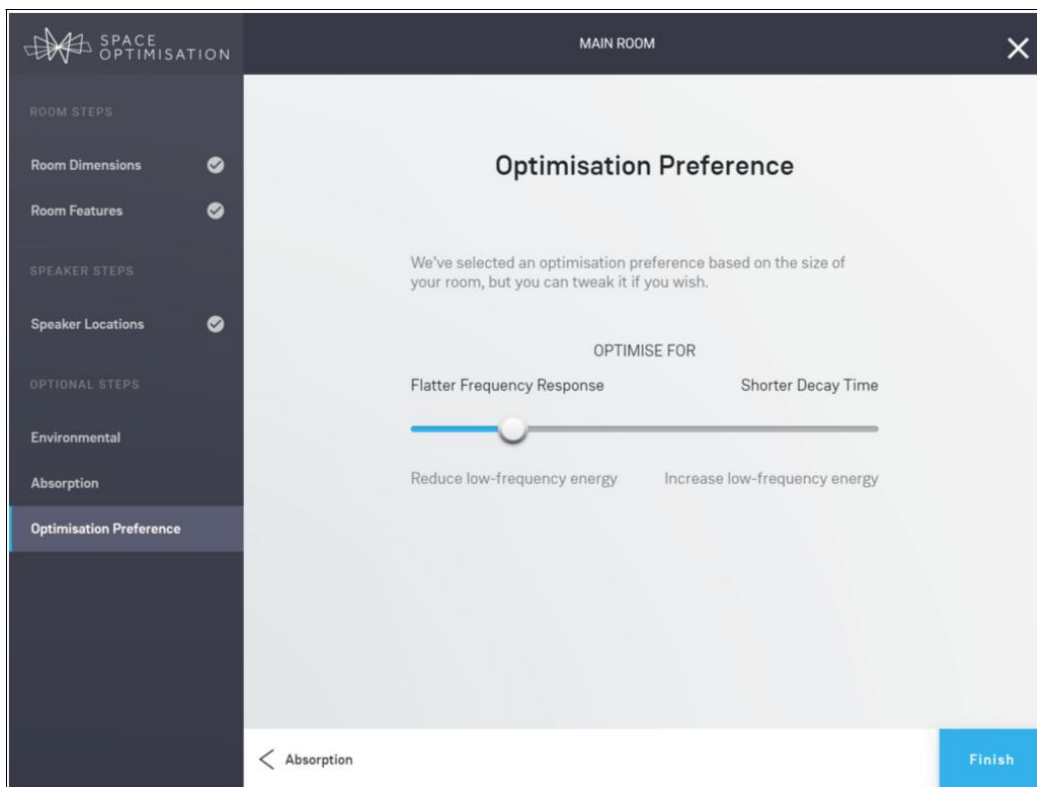 SPACE
OPTIMISATION
MAIN ROOM
ROOM STEPS
Room Dimensions
Room Features
SPEAKER STEPS
Speaker Locations
OPTIONAL STEPS
Environmental
Absorption
Optimisation Preference
Optimisation Preference
We've selected an optimisation preference based on the size of
your room, but you can tweak it if you wish.
OPTIMISE FOR
Flatter Frequency Response Shorter Decay Time
Reduce low-frequency energy Increase low-frequency energy
Absorption
Finish